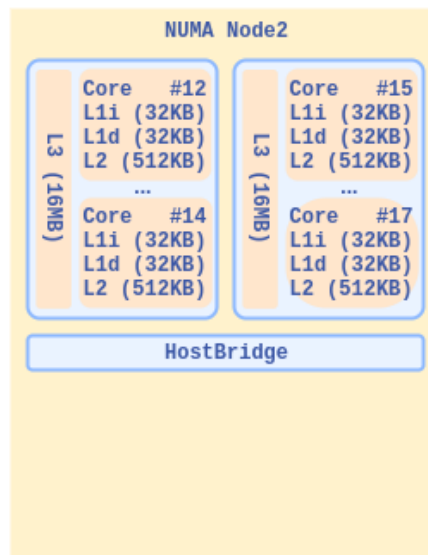 NUMA Node2
L3 (16MB)
Core #12
L1i (32KB)
L1d (32KB)
L2 (512KB)
...
Core #14
L1i (32KB)
L1d (32KB)
L2 (512KB)
L3 (16MB)
Core #15
L1i (32KB)
L1d (32KB)
L2 (512KB)
...
Core #17
L1i (32KB)
L1d (32KB)
L2 (512KB)
HostBridge